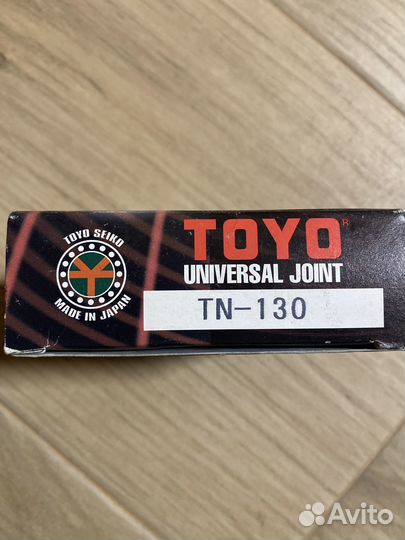 TOYO SEIKO
MADE IN JAPAN
TOYO®
UNIVERSAL JOINT
TN-130
Avito